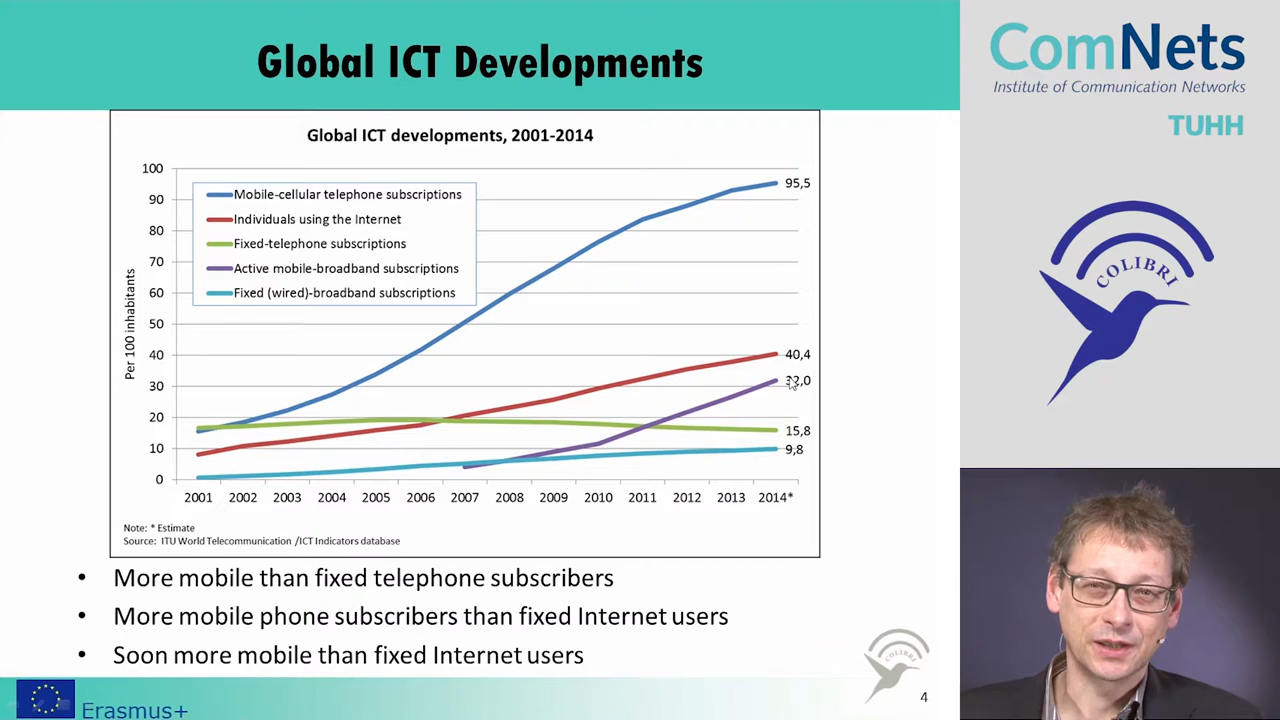 Global ICT Developments
Global ICT developments, 2001-2014
Per 100 inhabitants
100
90
80
70
60
50
40
30
20
10
0
Mobile-cellular telephone subscriptions
Individuals using the Internet
Fixed-telephone subscriptions
Active mobile-broadband subscriptions
Fixed (wired)-broadband subscriptions
95,5
40,4
32,0
15,8
9,8
2001 2002 2003 2004 2005 2006 2007 2008 2009 2010 2011 2012 2013 2014*
Note: * Estimate
Source: ITU World Telecommunication /ICT Indicators database
• More mobile than fixed telephone subscribers
• More mobile phone subscribers than fixed Internet users
• Soon more mobile than fixed Internet users
Erasmus+
4
ComNets
Institute of Communication Networks
TUHH
COLIBRI